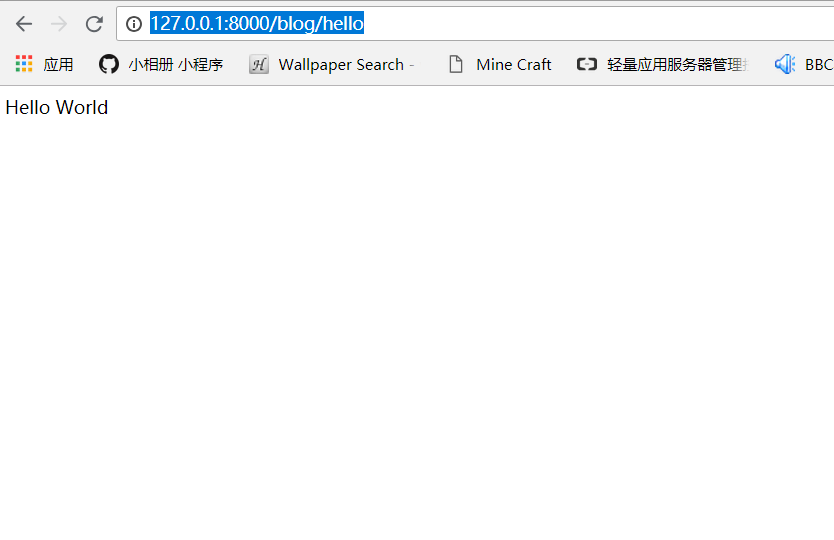 127.0.0.1:8000/blog/hello
应用 小相册 小程序 Wallpaper Search - Mine Craft 轻量应用服务器管理 BBC
Hello World